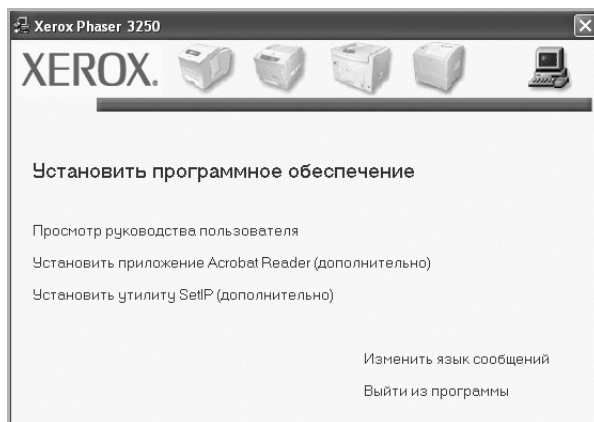 Xerox Phaser 3250
XEROX.
Установить программное обеспечение
Просмотр руководства пользователя
Установить приложение Acrobat Reader (дополнительно)
Установить утилиту SetIP (дополнительно)
Изменить язык сообщений
Выйти из программы